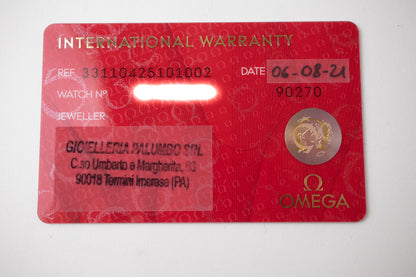 INTERNATIONAL WARRANTY
REF 33110425101002 DATE 06-08-21
WATCH Nº 90270
JEWELLER
GIOIELLERIA PALUMBO SRL
C.so Umberto e Margherita, 83
90018 Termini Imerese (PA)
Ω
OMEGA